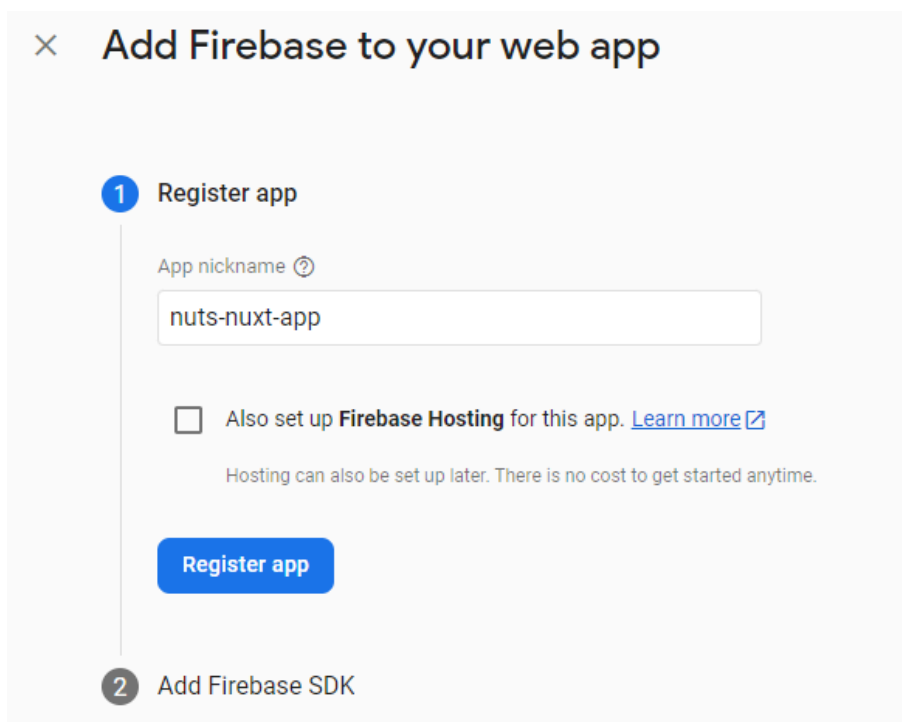 Add Firebase to your web app
1 Register app
App nickname
nuts-nuxt-app
Also set up Firebase Hosting for this app. Learn more
Hosting can also be set up later. There is no cost to get started anytime.
Register app
2 Add Firebase SDK